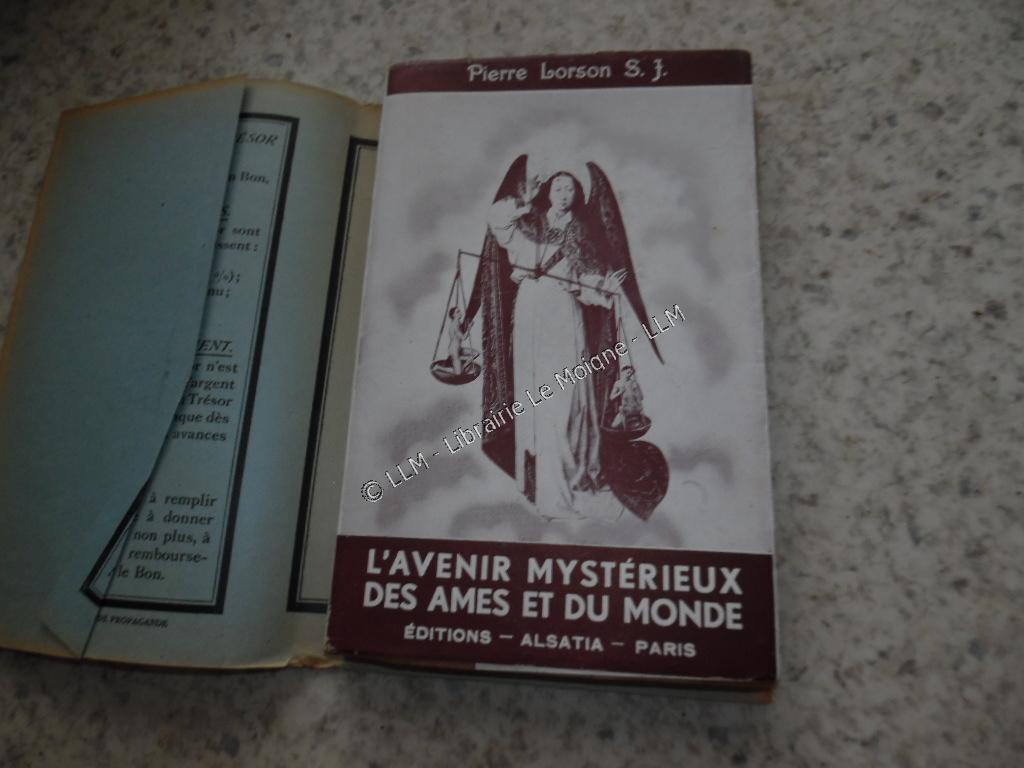 ÉSOR
Bon.
sont
ssent :
%);
nu;
ENT.
r n'est
argent
Trésor
que dès
avances
à remplir
à donner
non plus, à
rembourse-
le Bon.
DE PROPAGANDE
Pierre Lorson S. J.
© LLM - Librairie Le Moigne - LLM
L'AVENIR MYSTÉRIEUX
DES AMES ET DU MONDE
ÉDITIONS — ALSATIA — PARIS